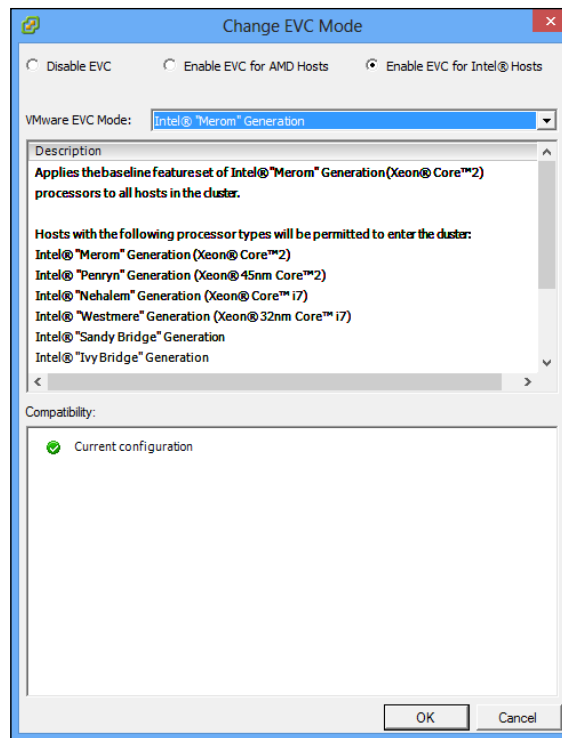 Change EVC Mode
Disable EVC
Enable EVC for AMD Hosts
Enable EVC for Intel® Hosts
VMware EVC Mode:
Intel® "Merom" Generation
Description
Applies the baseline feature set of Intel® "Merom" Generation (Xeon® Core™2)
processors to all hosts in the cluster.
Hosts with the following processor types will be permitted to enter the cluster:
Intel® "Merom" Generation (Xeon® Core™2)
Intel® "Penryn" Generation (Xeon® 45nm Core™2)
Intel® "Nehalem" Generation (Xeon® Core™ i7)
Intel® "Westmere" Generation (Xeon® 32nm Core™ i7)
Intel® "Sandy Bridge" Generation
Intel® "Ivy Bridge" Generation
Compatibility:
Current configuration
OK
Cancel